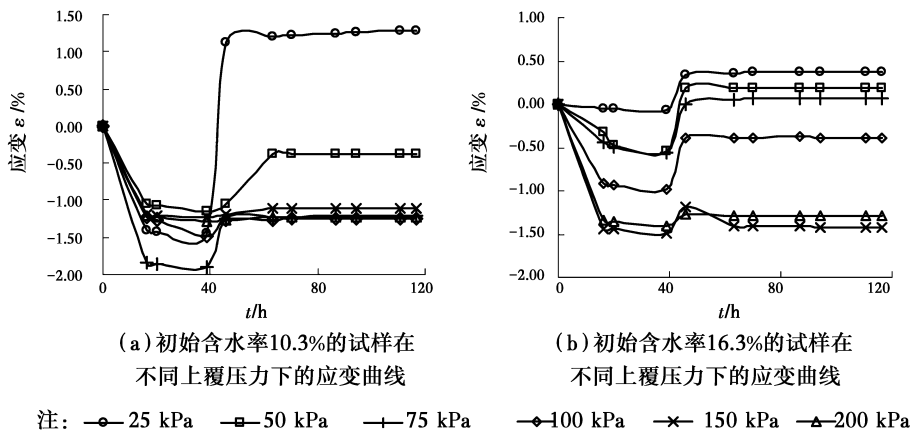 1.50
1.00
0.50
0.00
−0.50
−1.00
−1.50
−2.00
应变 ε/%
0 40 80 120
t/h
(a)初始含水率10.3%的试样在
不同上覆压力下的应变曲线
1.00
0.50
0.00
−0.50
−1.00
−1.50
−2.00
应变 ε/%
0 40 80 120
t/h
(b)初始含水率16.3%的试样在
不同上覆压力下的应变曲线
注: 25 kPa 50 kPa 75 kPa 100 kPa 150 kPa 200 kPa